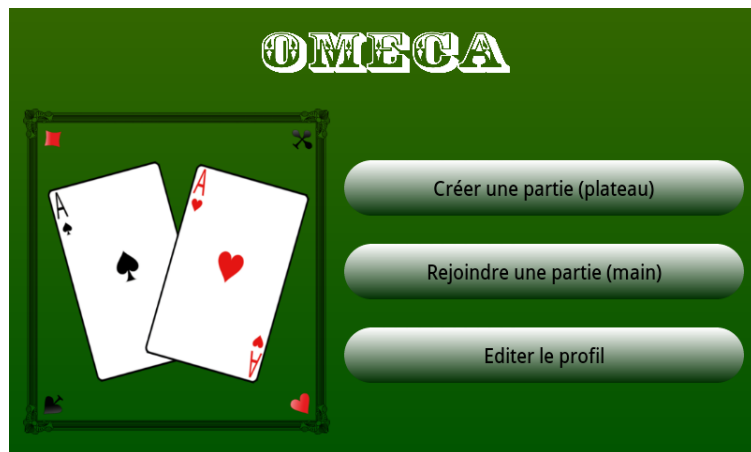 OMECA
A
A
A
Créer une partie (plateau)
Rejoindre une partie (main)
Editer le profil